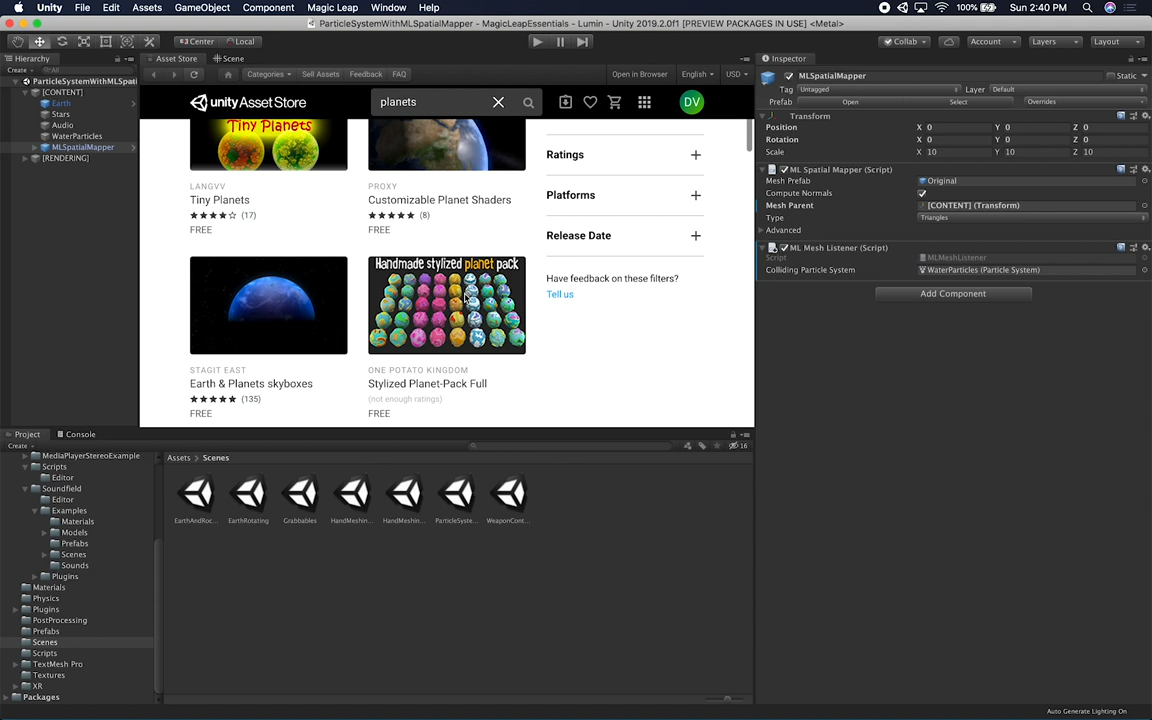 Unity File Edit Assets GameObject Component Magic Leap Window Help 100% Sun 2:40 PM
ParticleSystemWithMLSpatialMapper - MagicLeapEssentials - Lumin - Unity 2019.2.0f1 [PREVIEW PACKAGES IN USE] <Metal>
Center Local Collab Account Layers Layout
Hierarchy Asset Store Scene Inspector
Create All
ParticleSystemWithMLSpati
[CONTENT]
Earth
Stars
Audio
WaterParticles
MLSpatialMapper
[RENDERING]
Categories Sell Assets Feedback FAQ Open in Browser English USD
unity Asset Store planets DV
Tiny Planets
LANGVV
Tiny Planets
(17)
FREE
PROXY
Customizable Planet Shaders
(8)
FREE
Handmade stylized planet pack
STAGIT EAST
Earth & Planets skyboxes
(135)
FREE
ONE POTATO KINGDOM
Stylized Planet-Pack Full
(not enough ratings)
FREE
Ratings
Platforms
Release Date
Have feedback on these filters?
Tell us
MLSpatialMapper Static
Tag Untagged Layer Default
Prefab Open Select Overrides
Transform
Position X 0 Y 0 Z 0
Rotation X 0 Y 0 Z 0
Scale X 10 Y 10 Z 10
ML Spatial Mapper (Script)
Mesh Prefab Original
Compute Normals
Mesh Parent [CONTENT] (Transform)
Type Triangles
Advanced
ML Mesh Listener (Script)
Script MLMeshListener
Colliding Particle System WaterParticles (Particle System)
Add Component
Project Console
Create 16
MediaPlayerStereoExample
Scripts
Editor
Soundfield
Editor
Examples
Materials
Models
Prefabs
Scenes
Sounds
Plugins
Materials
Physics
Plugins
PostProcessing
Prefabs
Scenes
Scripts
TextMesh Pro
Textures
XR
Packages
Assets > Scenes
EarthAndRoc... EarthRotating Grabbables HandMeshin... HandMeshin... ParticleSyste... WeaponCont...
Auto Generate Lighting On